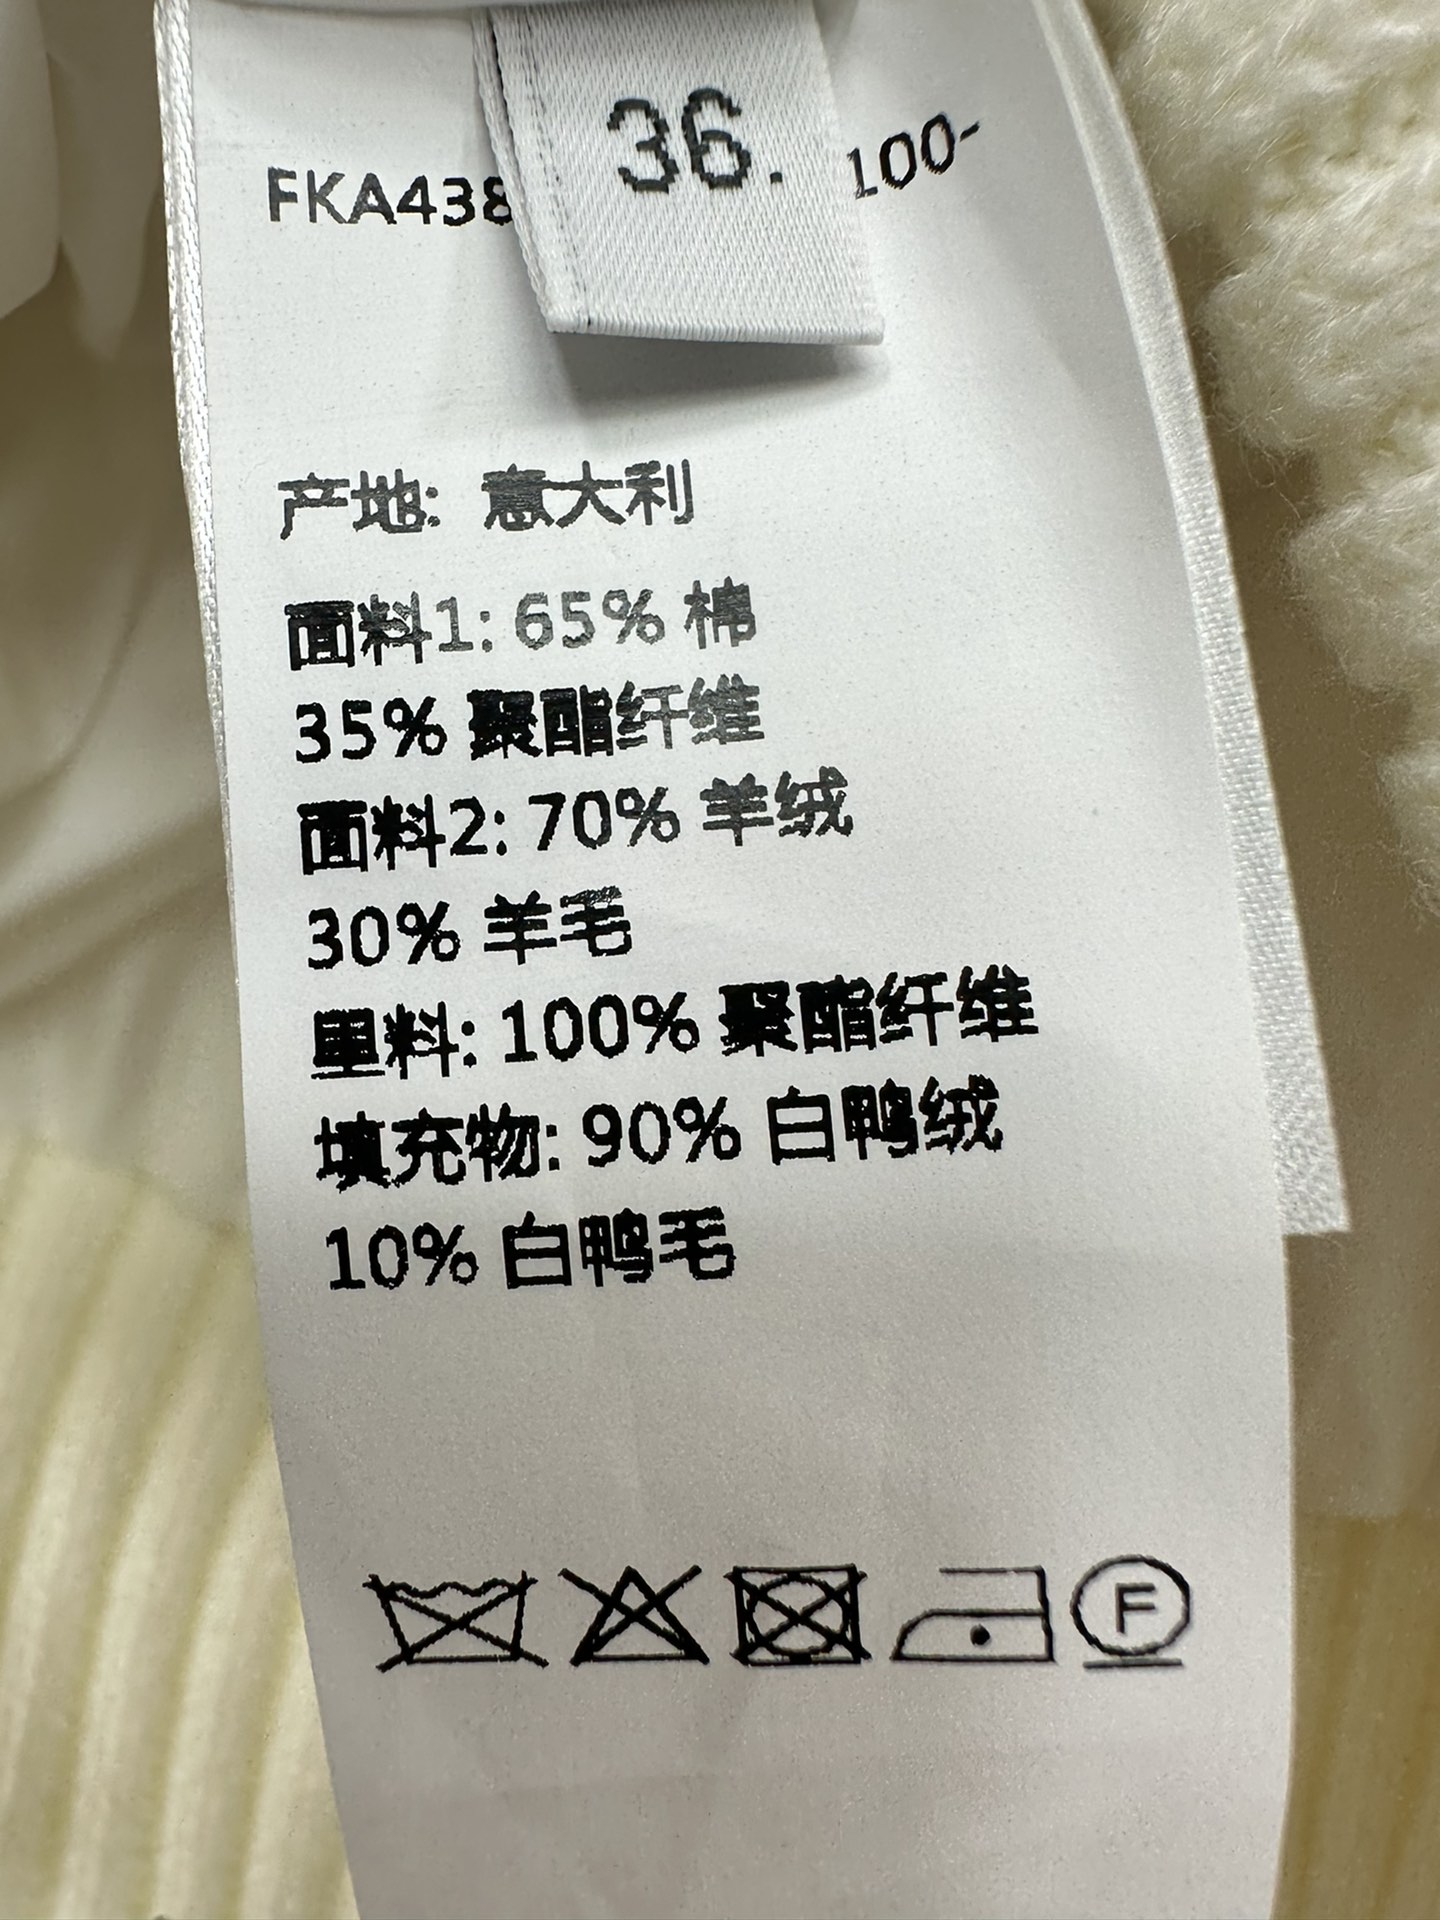 36.
FKA438
100-
产地: 意大利
面料1: 65% 棉
35% 聚酯纤维
面料2: 70% 羊绒
30% 羊毛
里料: 100% 聚酯纤维
填充物: 90% 白鸭绒
10% 白鸭毛
F